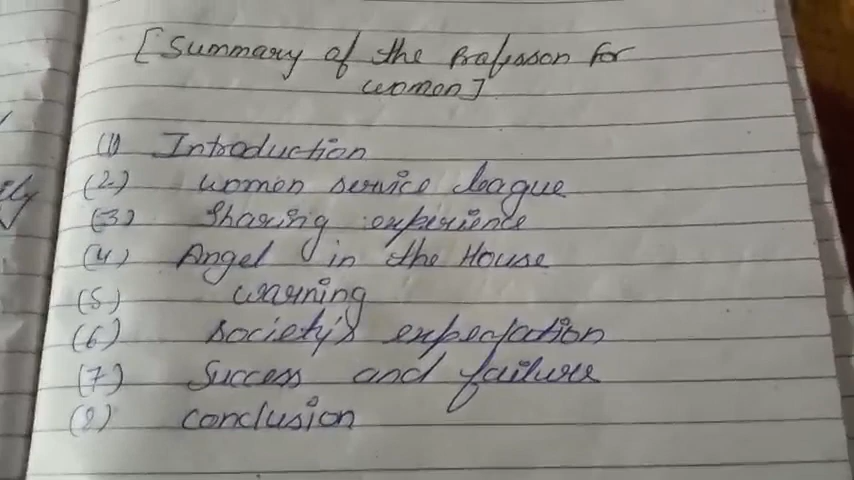 [Summary of the Profession for
women]
(1) Introduction
(2) women service league
(3) Sharing experience
(4) Angel in the House
(5) warning
(6) society's expectation
(7) Success and failure
(8) conclusion